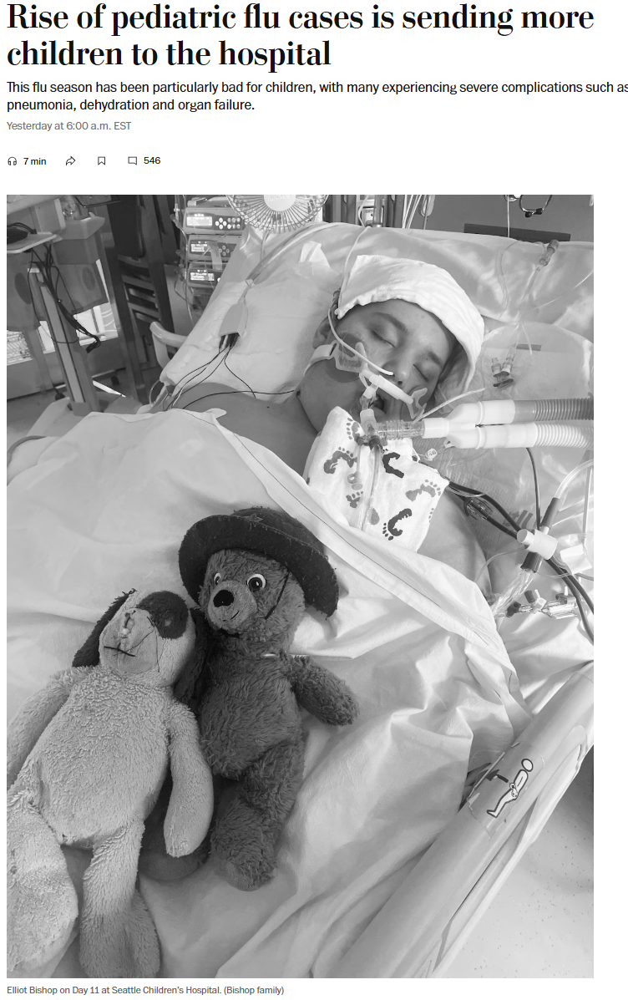 Rise of pediatric flu cases is sending more
children to the hospital
This flu season has been particularly bad for children, with many experiencing severe complications such as
pneumonia, dehydration and organ failure.
Yesterday at 6:00 a.m. EST
7 min
546
Elliot Bishop on Day 11 at Seattle Children's Hospital. (Bishop family)